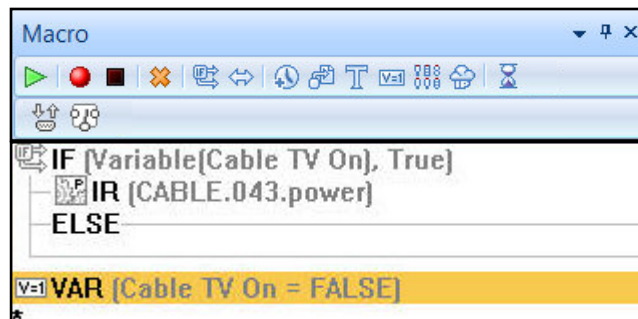 Macro
IF (Variable(Cable TV On), True)
IR (CABLE.043.power)
ELSE
VAR (Cable TV On = FALSE)
*